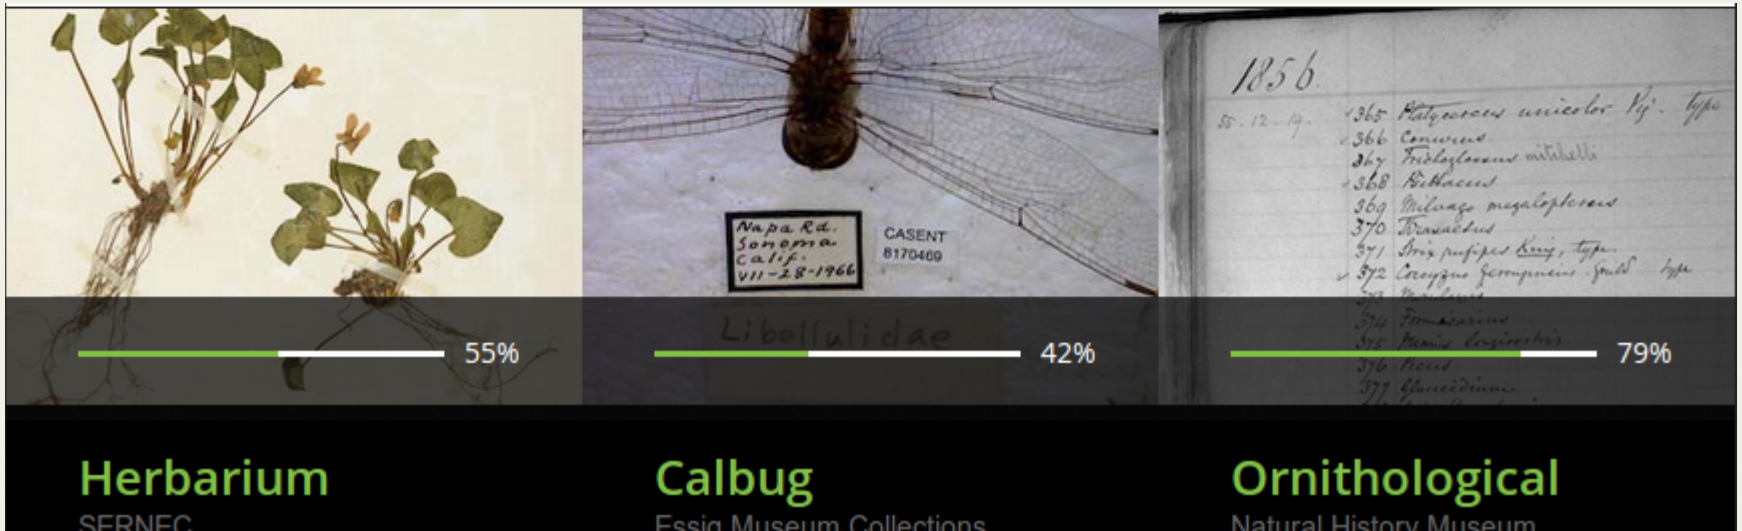 1856.
55 . 12 . 19 .
365 Platycercus unicolor Vig. type
366 Conurus
367 Trichoglossus mitchelli
368 Psittacus
369 Milvago megalopterus
370
371 Strix rufipes King, type.
372 Coccyzus Gould type
373
374 Formicarius
375 Mimus longirostris
376 Picus
377 Glaucidium
Napa Rd.
Sonoma
Calif.
VII-28-1966
CASENT
8170469
Libellulidae
55%
42%
79%
Herbarium
SERNEC
Calbug
Essig Museum Collections
Ornithological
Natural History Museum